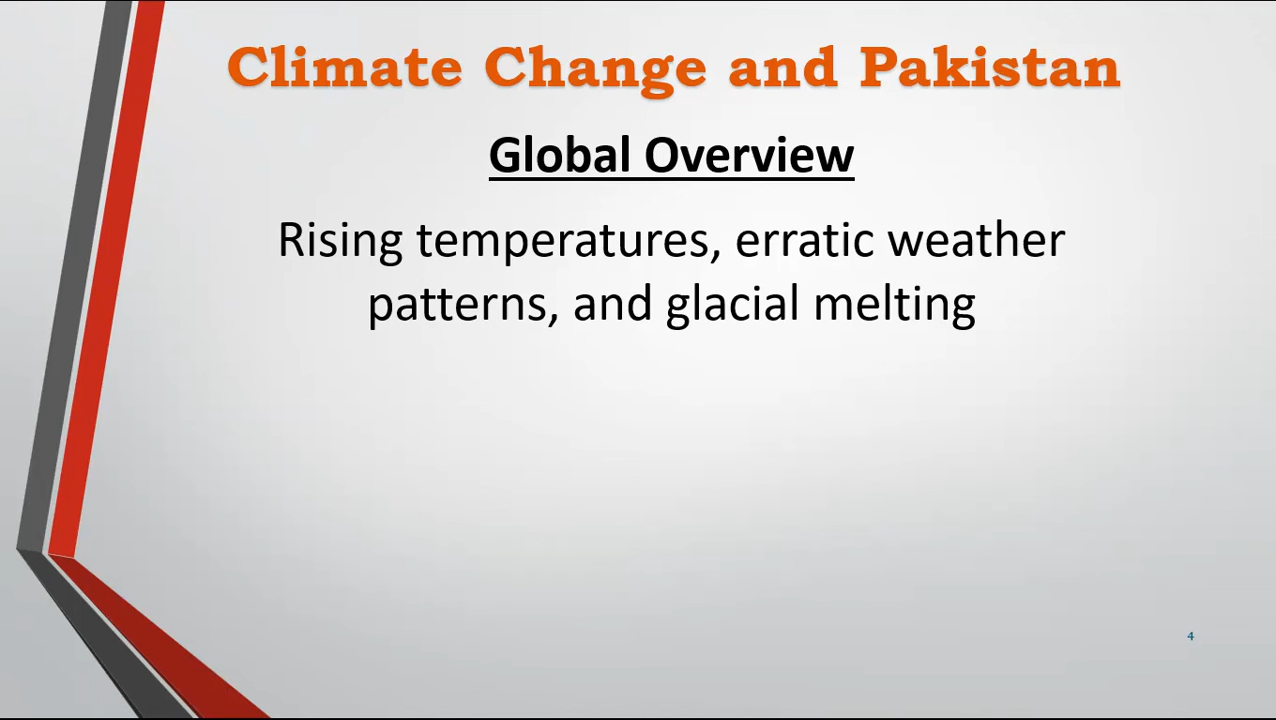 Climate Change and Pakistan
Global Overview
Rising temperatures, erratic weather
patterns, and glacial melting
4